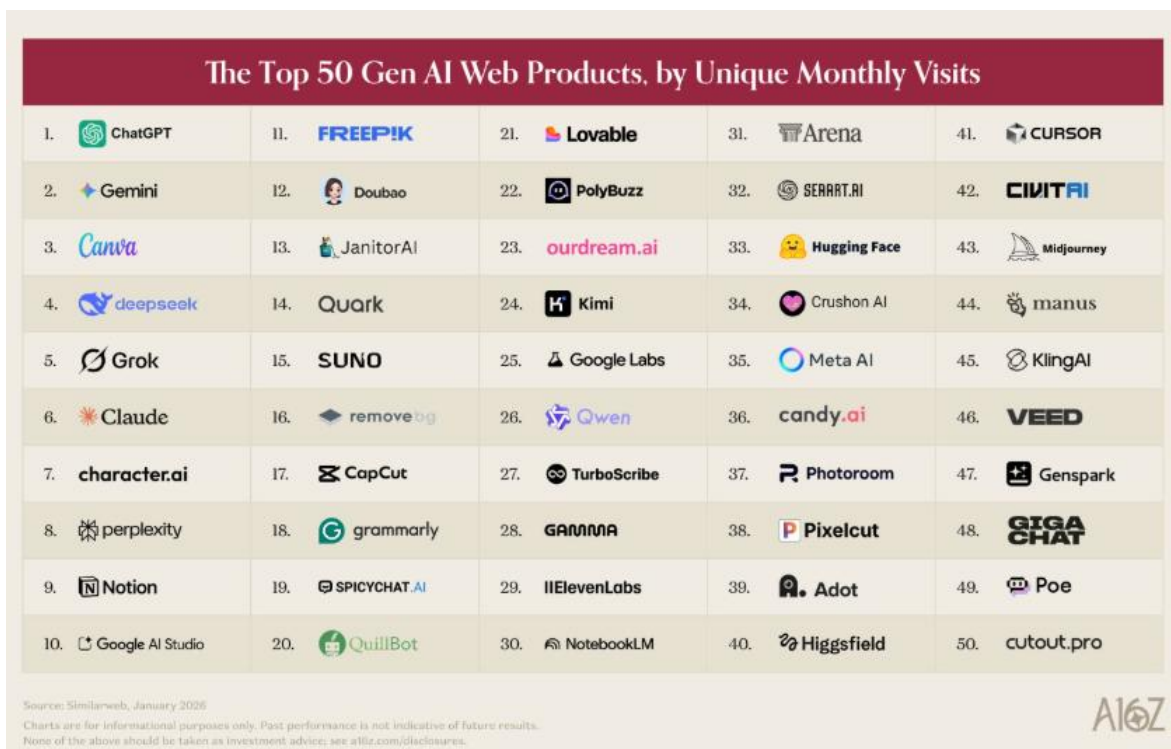 The Top 50 Gen AI Web Products, by Unique Monthly Visits
1. ChatGPT
2. Gemini
3. Canva
4. deepseek
5. Grok
6. Claude
7. character.ai
8. perplexity
9. Notion
10. Google AI Studio
11. FREEP!K
12. Doubao
13. JanitorAI
14. Quark
15. SUNO
16. removebg
17. CapCut
18. grammarly
19. SPICYCHAT.AI
20. QuillBot
21. Lovable
22. PolyBuzz
23. ourdream.ai
24. Kimi
25. Google Labs
26. Qwen
27. TurboScribe
28. GAMMA
29. IIElevenLabs
30. NotebookLM
31. Arena
32. SEAART.AI
33. Hugging Face
34. Crushon AI
35. Meta AI
36. candy.ai
37. Photoroom
38. Pixelcut
39. Adot
40. Higgsfield
41. CURSOR
42. CIVITAI
43. Midjourney
44. manus
45. KlingAI
46. VEED
47. Genspark
48. GIGA CHAT
49. Poe
50. cutout.pro
Source: Similarweb, January 2026
Charts are for informational purposes only. Past performance is not indicative of future results.
None of the above should be taken as investment advice; see a16z.com/disclosures.
A16Z